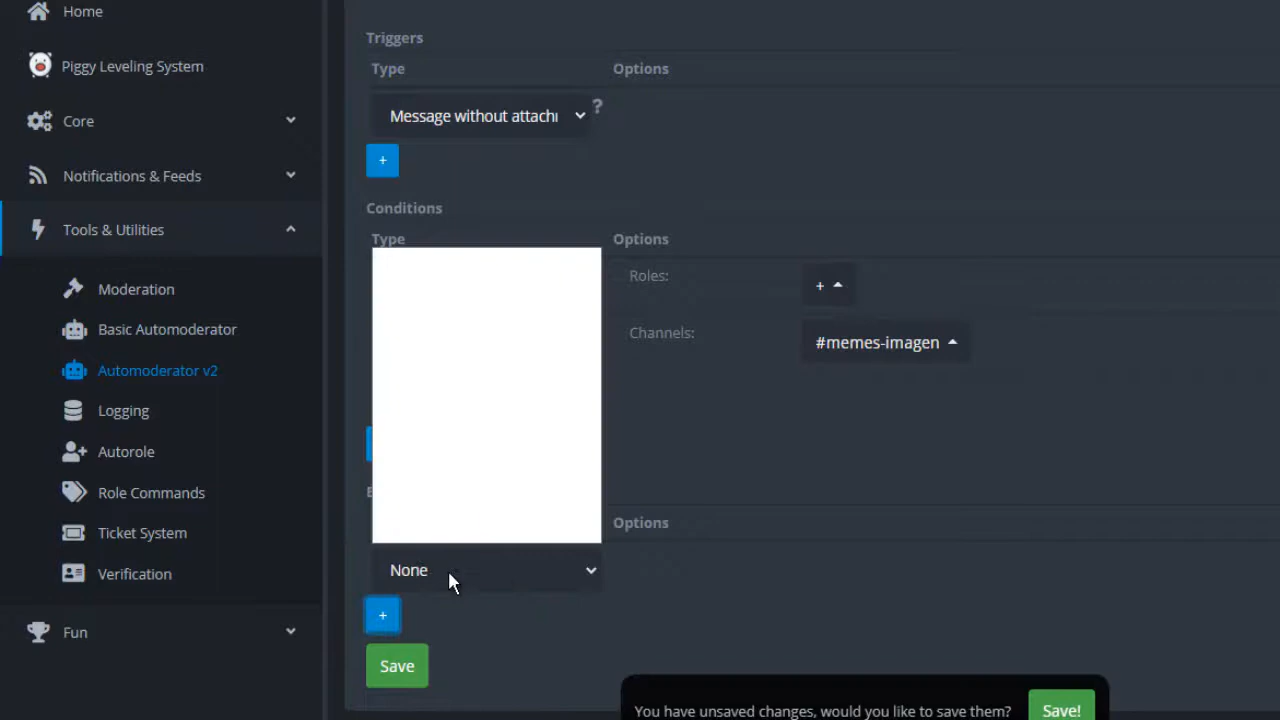 Home
Piggy Leveling System
Core
Notifications & Feeds
Tools & Utilities
Moderation
Basic Automoderator
Automoderator v2
Logging
Autorole
Role Commands
Ticket System
Verification
Fun
Triggers
Type Options
Message without attach ?
+
Conditions
Type Options
Roles: +
Channels: #memes-imagen
Options
None
+
Save
You have unsaved changes, would you like to save them? Save!